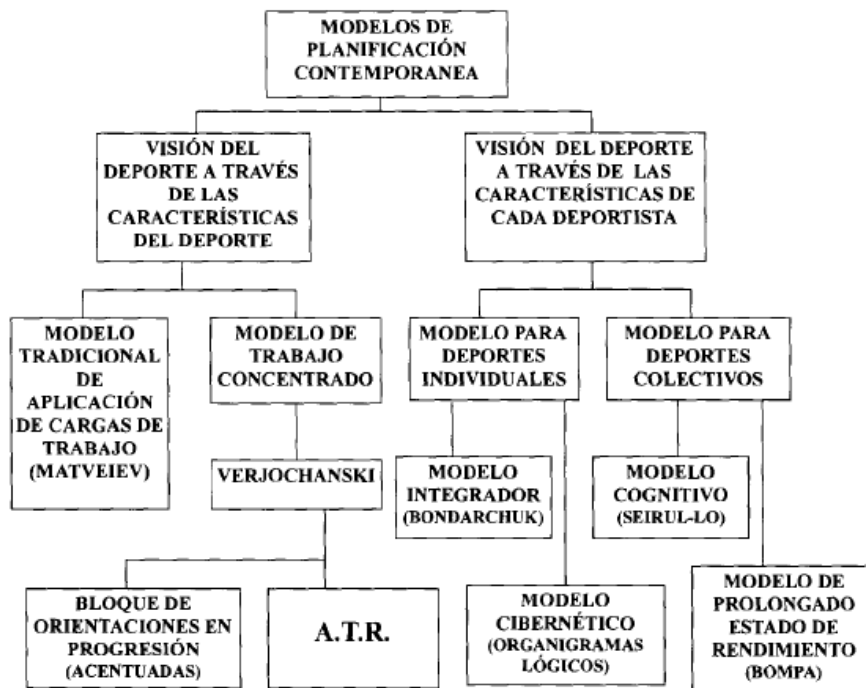 MODELOS DE
PLANIFICACIÓN
CONTEMPORANEA
VISIÓN DEL
DEPORTE A TRAVÉS
DE LAS
CARACTERÍSTICAS
DEL DEPORTE
VISIÓN DEL DEPORTE
A TRAVÉS DE LAS
CARACTERÍSTICAS DE
CADA DEPORTISTA
MODELO
TRADICIONAL
DE
APLICACIÓN
DE CARGAS DE
TRABAJO
(MATVEIEV)
MODELO DE
TRABAJO
CONCENTRADO
MODELO PARA
DEPORTES
INDIVIDUALES
MODELO PARA
DEPORTES
COLECTIVOS
VERJOCHANSKI
MODELO
INTEGRADOR
(BONDARCHUK)
MODELO
COGNITIVO
(SEIRUL-LO)
BLOQUE DE
ORIENTACIONES EN
PROGRESIÓN
(ACENTUADAS)
A.T.R.
MODELO
CIBERNÉTICO
(ORGANIGRAMAS
LÓGICOS)
MODELO DE
PROLONGADO
ESTADO DE
RENDIMIENTO
(BOMPA)